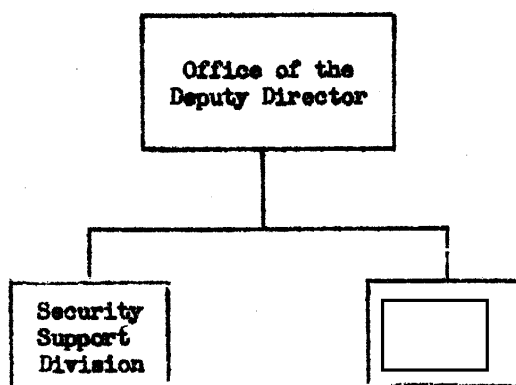 Office of the
Deputy Director
Security
Support
Division